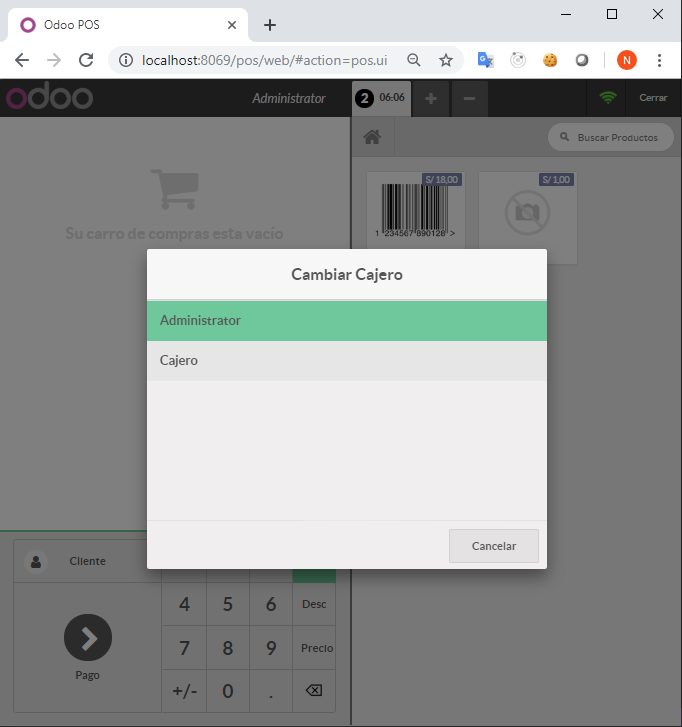 Odoo POS
localhost:8069/pos/web/#action=pos.ui
N
odoo
Administrator
2 06:06
Cerrar
Buscar Productos
S/ 18,00
S/ 1,00
1 234567 890128 >
Su carro de compras esta vacío
Cambiar Cajero
Administrator
Cajero
Cancelar
Cliente
4 5 6 Desc
7 8 9 Precio
Pago
+/- 0 .